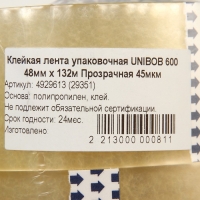 Клейкая лента упаковочная UNIBOB 600
48мм x 132м Прозрачная 45мкм
Артикул: 4929613 (29351)
Основа: полипропилен, клей.
Не подлежит обязательной сертификации.
Срок годности: 24мес.
Изготовлено
2 213000 000811